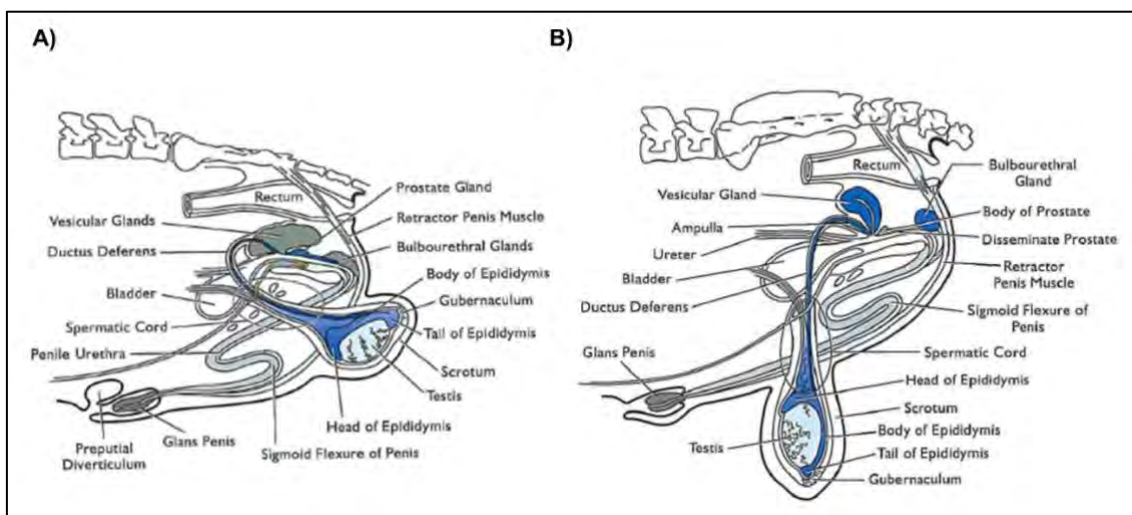 A)
Rectum
Prostate Gland
Vesicular Glands
Retractor Penis Muscle
Ductus Deferens
Bulbourethral Glands
Body of Epididymis
Bladder
Gubernaculum
Spermatic Cord
Tail of Epididymis
Penile Urethra
Scrotum
Testis
Head of Epididymis
Glans Penis
Sigmoid Flexure of Penis
Preputial
Diverticulum
B)
Rectum
Bulbourethral
Gland
Vesicular
Gland
Body of Prostate
Ampulla
Disseminate Prostate
Ureter
Retractor
Penis Muscle
Bladder
Ductus Deferens
Sigmoid Flexure of
Penis
Glans Penis
Spermatic Cord
Head of Epididymis
Scrotum
Body of Epididymis
Testis
Tail of Epididymis
Gubernaculum